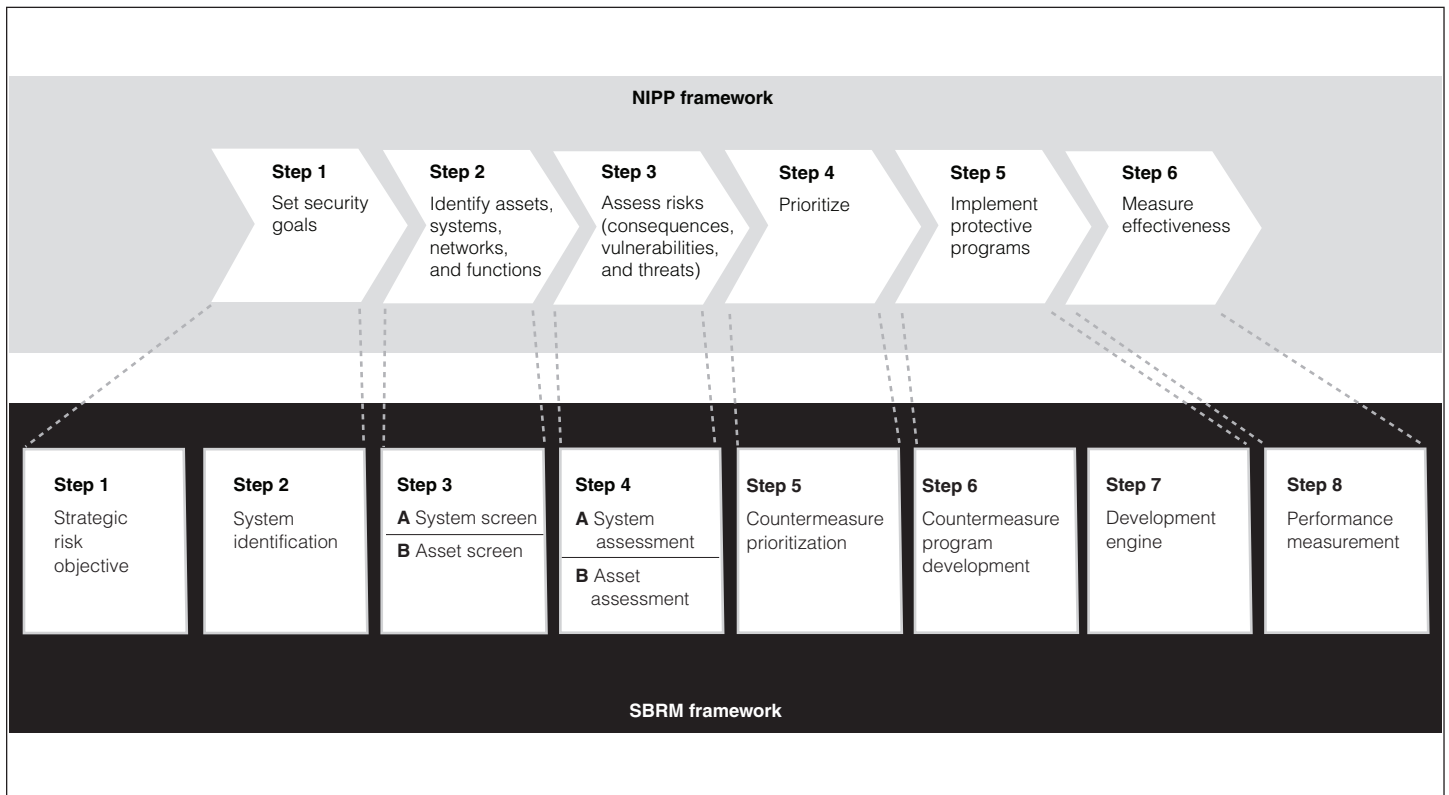 NIPP framework
Step 1
Set security
goals
Step 2
Identify assets,
systems,
networks,
and functions
Step 3
Assess risks
(consequences,
vulnerabilities,
and threats)
Step 4
Prioritize
Step 5
Implement
protective
programs
Step 6
Measure
effectiveness
Step 1
Strategic
risk
objective
Step 2
System
identification
Step 3
A System screen
B Asset screen
Step 4
A System
assessment
B Asset
assessment
Step 5
Countermeasure
prioritization
Step 6
Countermeasure
program
development
Step 7
Development
engine
Step 8
Performance
measurement
SBRM framework